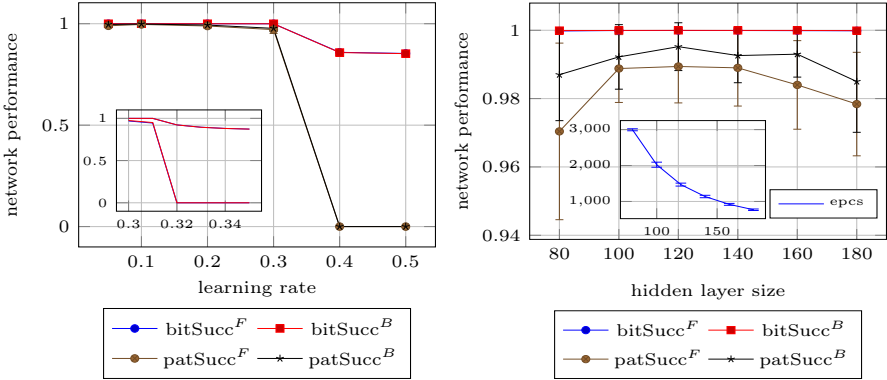 network performance
1
0.5
0
0.1
0.2
0.3
0.4
0.5
learning rate
1
0.5
0
0.3
0.32
0.34
bitSucc^F
bitSucc^B
patSucc^F
patSucc^B
network performance
1
0.98
0.96
0.94
80
100
120
140
160
180
hidden layer size
3,000
2,000
1,000
100
150
epcs
bitSucc^F
bitSucc^B
patSucc^F
patSucc^B